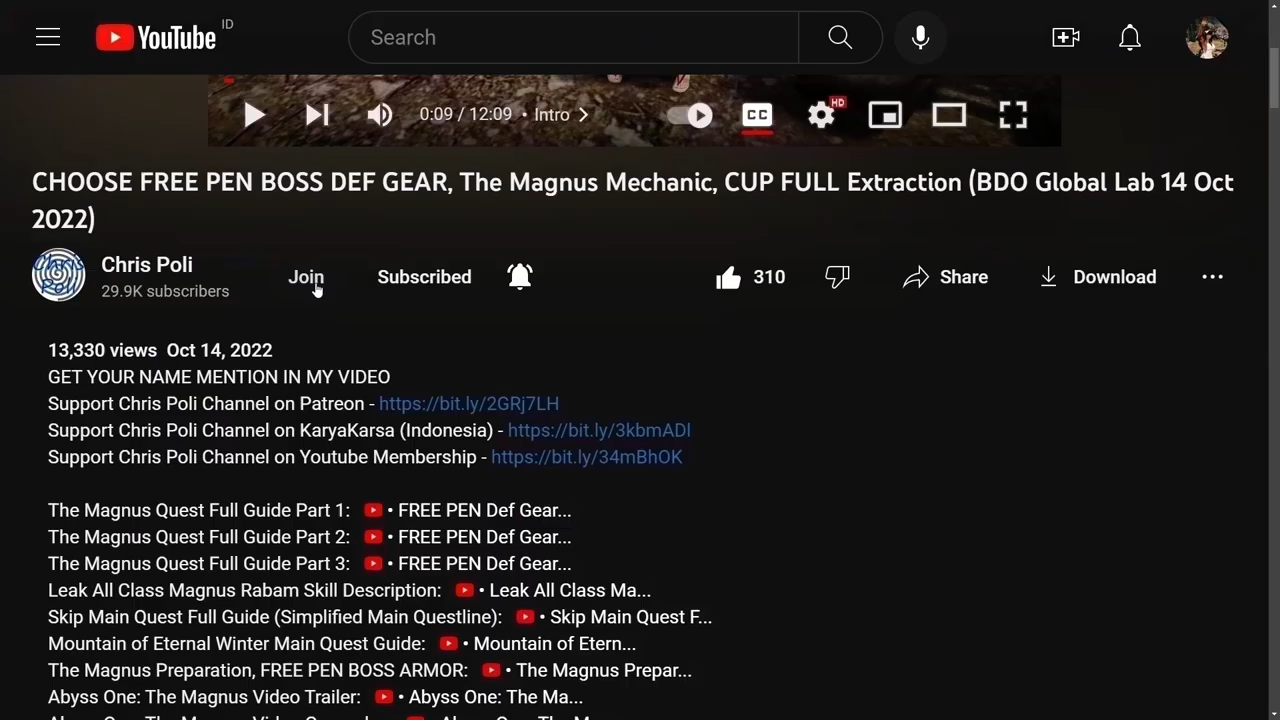 YouTube ID
Search
0:09 / 12:09 • Intro
CC
HD
CHOOSE FREE PEN BOSS DEF GEAR, The Magnus Mechanic, CUP FULL Extraction (BDO Global Lab 14 Oct
2022)
Chris Poli
29.9K subscribers
Join
Subscribed
310
Share
Download
13,330 views Oct 14, 2022
GET YOUR NAME MENTION IN MY VIDEO
Support Chris Poli Channel on Patreon - https://bit.ly/2GRj7LH
Support Chris Poli Channel on KaryaKarsa (Indonesia) - https://bit.ly/3kbmADl
Support Chris Poli Channel on Youtube Membership - https://bit.ly/34mBhOK
The Magnus Quest Full Guide Part 1: • FREE PEN Def Gear...
The Magnus Quest Full Guide Part 2: • FREE PEN Def Gear...
The Magnus Quest Full Guide Part 3: • FREE PEN Def Gear...
Leak All Class Magnus Rabam Skill Description: • Leak All Class Ma...
Skip Main Quest Full Guide (Simplified Main Questline): • Skip Main Quest F...
Mountain of Eternal Winter Main Quest Guide: • Mountain of Etern...
The Magnus Preparation, FREE PEN BOSS ARMOR: • The Magnus Prepar...
Abyss One: The Magnus Video Trailer: • Abyss One: The Ma...